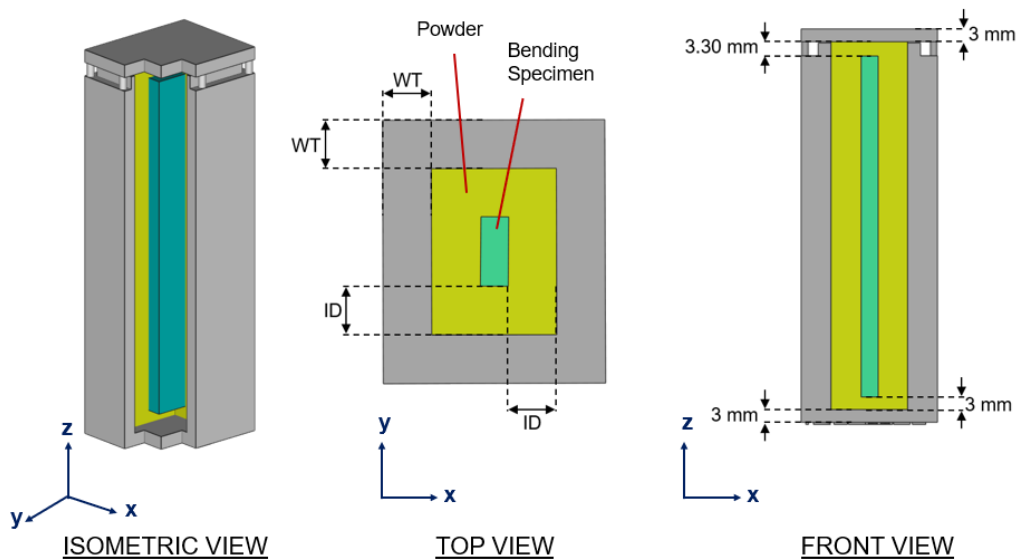 Powder
Bending
Specimen
WT
WT
ID
ID
3.30 mm
3 mm
3 mm
3 mm
z
y
x
y
x
z
x
ISOMETRIC VIEW
TOP VIEW
FRONT VIEW